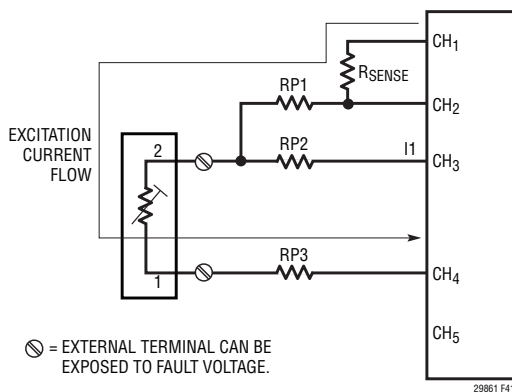 CH1
RSENSE
RP1
CH2
EXCITATION
CURRENT
FLOW
2
RP2
I1
CH3
1
RP3
CH4
CH5
= EXTERNAL TERMINAL CAN BE
EXPOSED TO FAULT VOLTAGE.
29861 F41